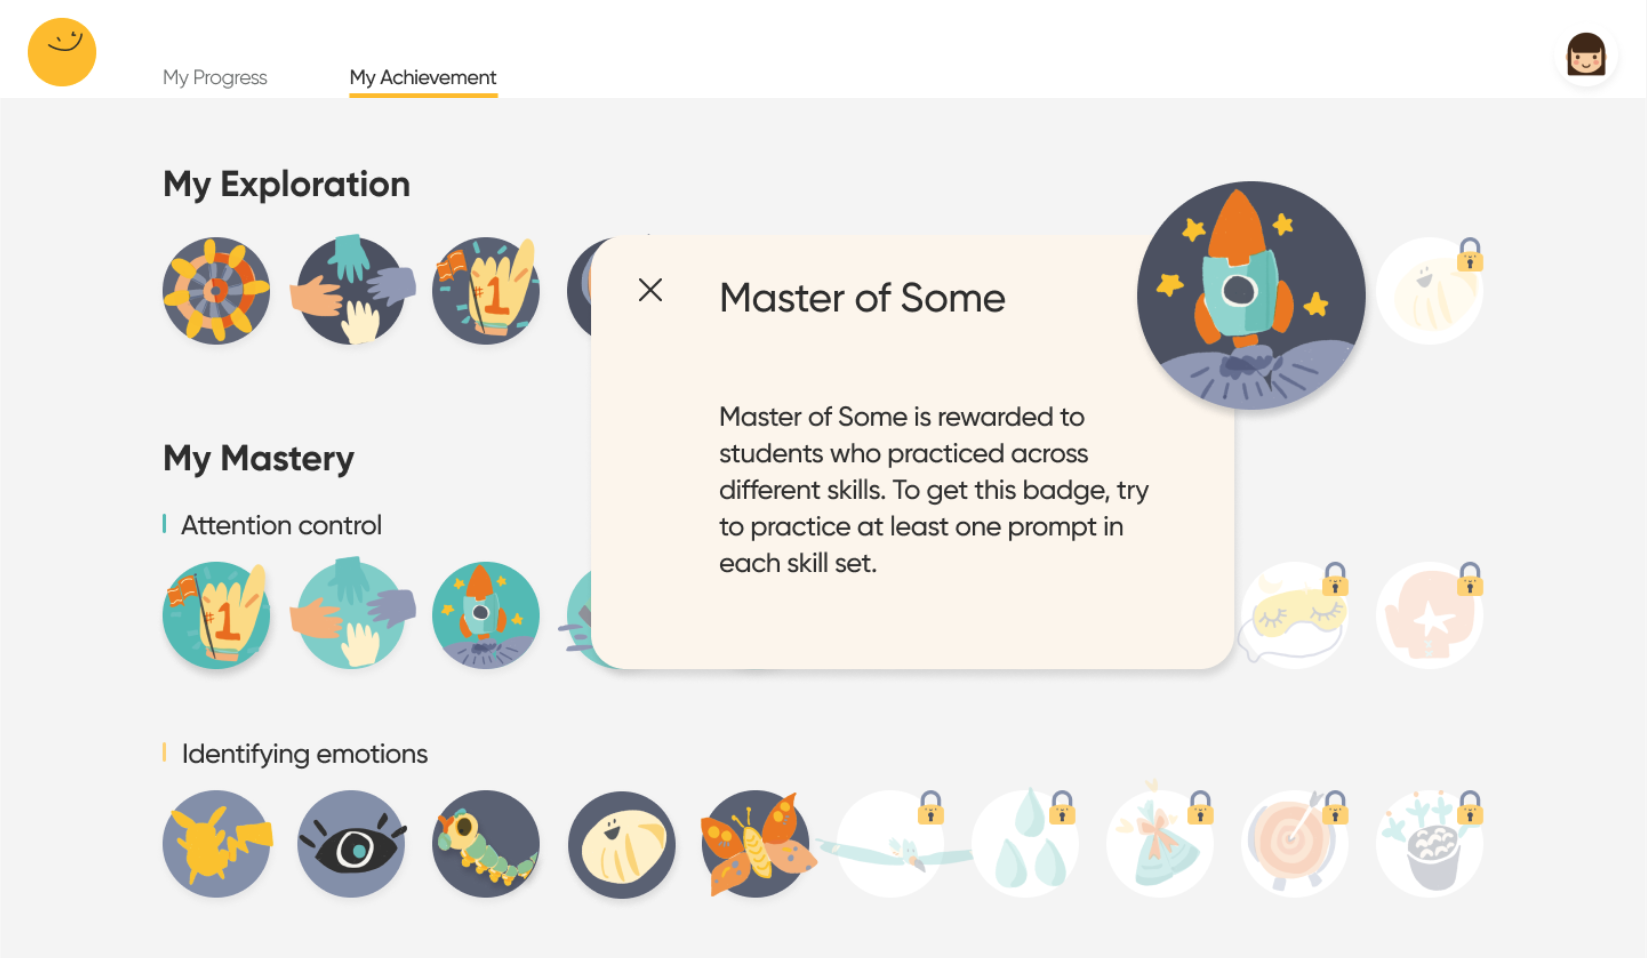 My Progress
My Achievement
My Exploration
#1
Master of Some
Master of Some is rewarded to
students who practiced across
different skills. To get this badge, try
to practice at least one prompt in
each skill set.
My Mastery
Attention control
#1
Identifying emotions